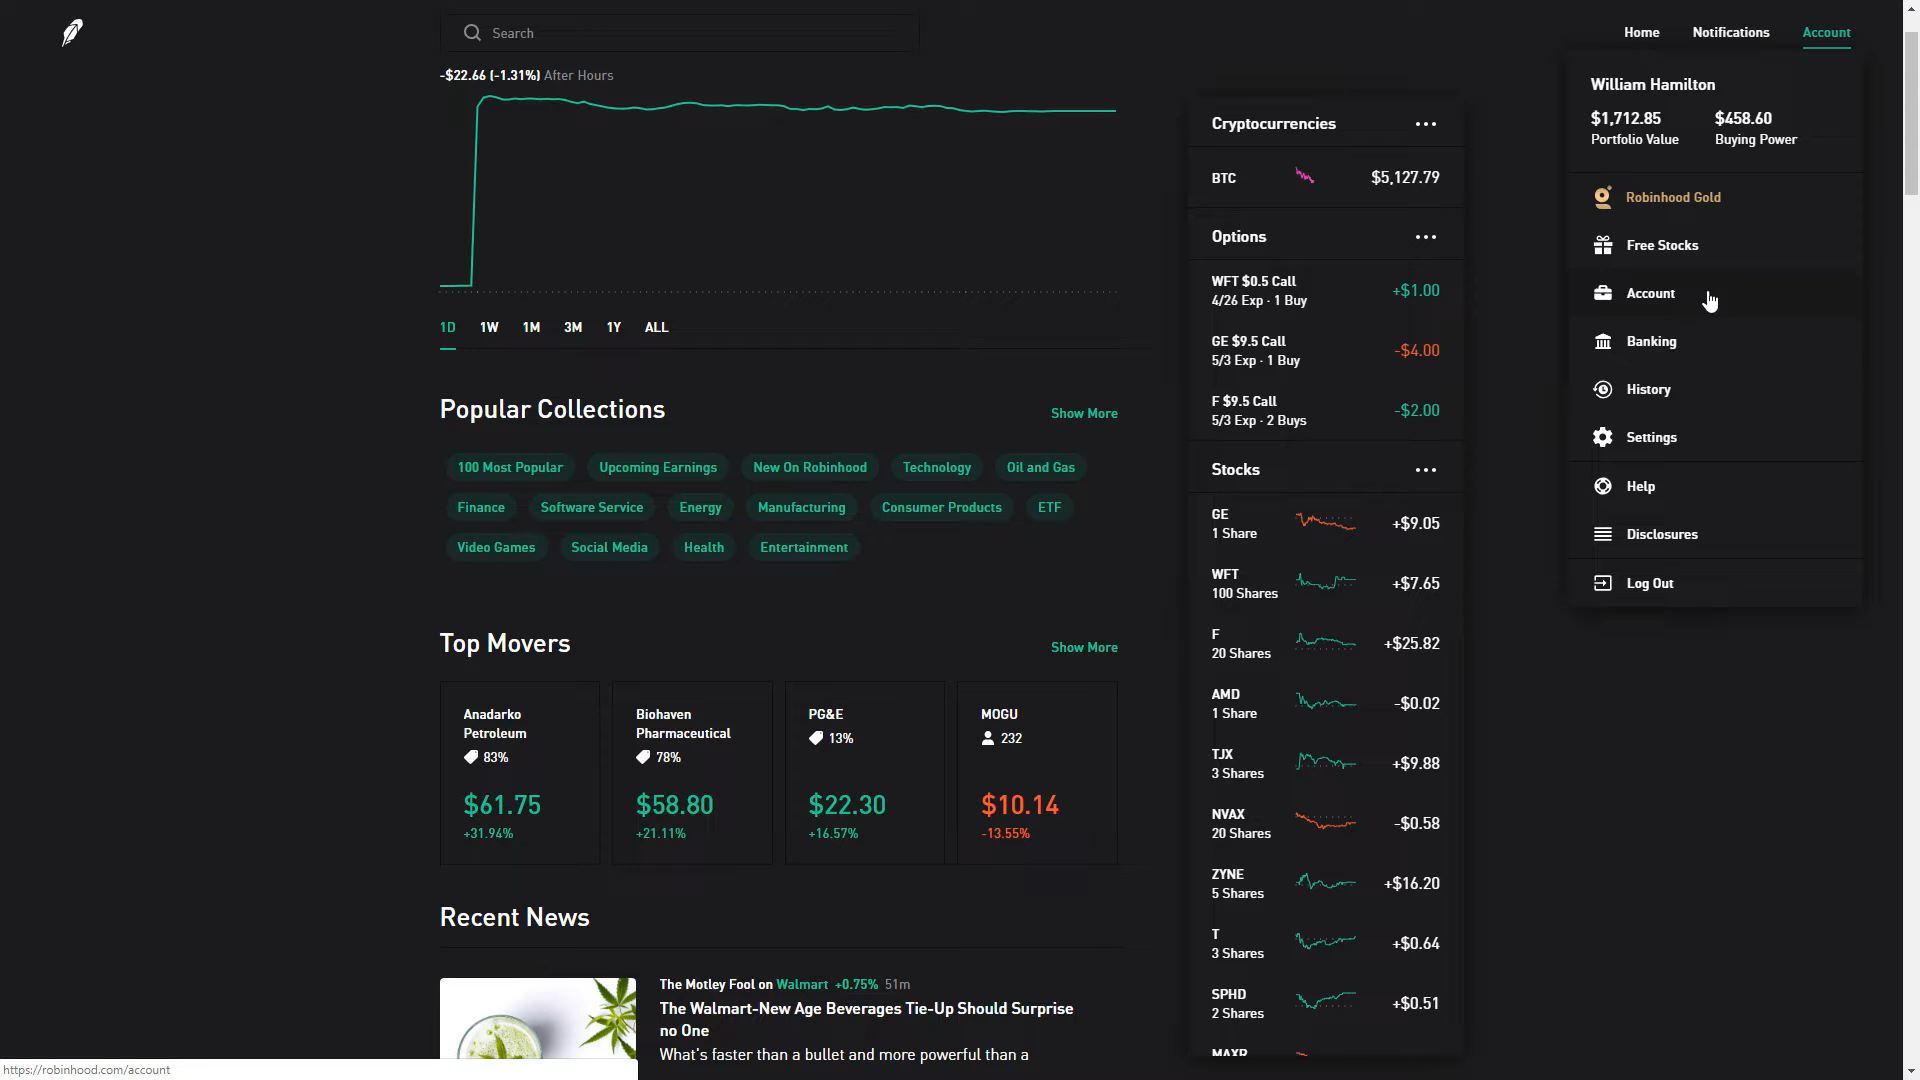 Search
Home
Notifications
Account
-$22.66 (-1.31%) After Hours
1D
1W
1M
3M
1Y
ALL
Popular Collections
Show More
100 Most Popular
Upcoming Earnings
New On Robinhood
Technology
Oil and Gas
Finance
Software Service
Energy
Manufacturing
Consumer Products
ETF
Video Games
Social Media
Health
Entertainment
Top Movers
Show More
Anadarko
Petroleum
83%
$61.75
+31.94%
Biohaven
Pharmaceutical
78%
$58.80
+21.11%
PG&E
13%
$22.30
+16.57%
MOGU
232
$10.14
-13.55%
Recent News
The Motley Fool on Walmart +0.75% 51m
The Walmart-New Age Beverages Tie-Up Should Surprise
no One
What's faster than a bullet and more powerful than a
Cryptocurrencies
BTC
$5,127.79
Options
WFT $0.5 Call
4/26 Exp · 1 Buy
+$1.00
GE $9.5 Call
5/3 Exp · 1 Buy
-$4.00
F $9.5 Call
5/3 Exp · 2 Buys
-$2.00
Stocks
GE
1 Share
+$9.05
WFT
100 Shares
+$7.65
F
20 Shares
+$25.82
AMD
1 Share
-$0.02
TJX
3 Shares
+$9.88
NVAX
20 Shares
-$0.58
ZYNE
5 Shares
+$16.20
T
3 Shares
+$0.64
SPHD
2 Shares
+$0.51
MAXR
William Hamilton
$1,712.85
Portfolio Value
$458.60
Buying Power
Robinhood Gold
Free Stocks
Account
Banking
History
Settings
Help
Disclosures
Log Out
https://robinhood.com/account